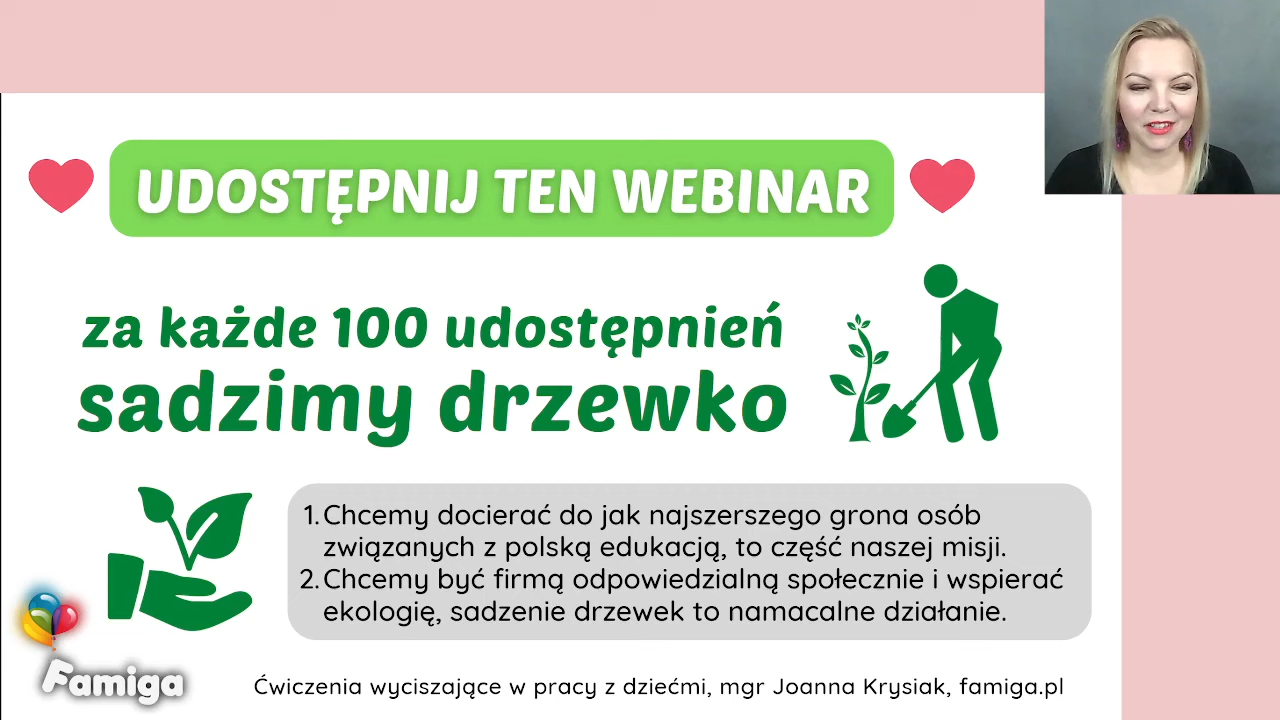 UDOSTĘPNIJ TEN WEBINAR
za każde 100 udostępnień
sadzimy drzewko
1. Chcemy docierać do jak najszerszego grona osób
związanych z polską edukacją, to część naszej misji.
2. Chcemy być firmą odpowiedzialną społecznie i wspierać
ekologię, sadzenie drzewek to namacalne działanie.
Famiga
Ćwiczenia wyciszające w pracy z dziećmi, mgr Joanna Krysiak, famiga.pl